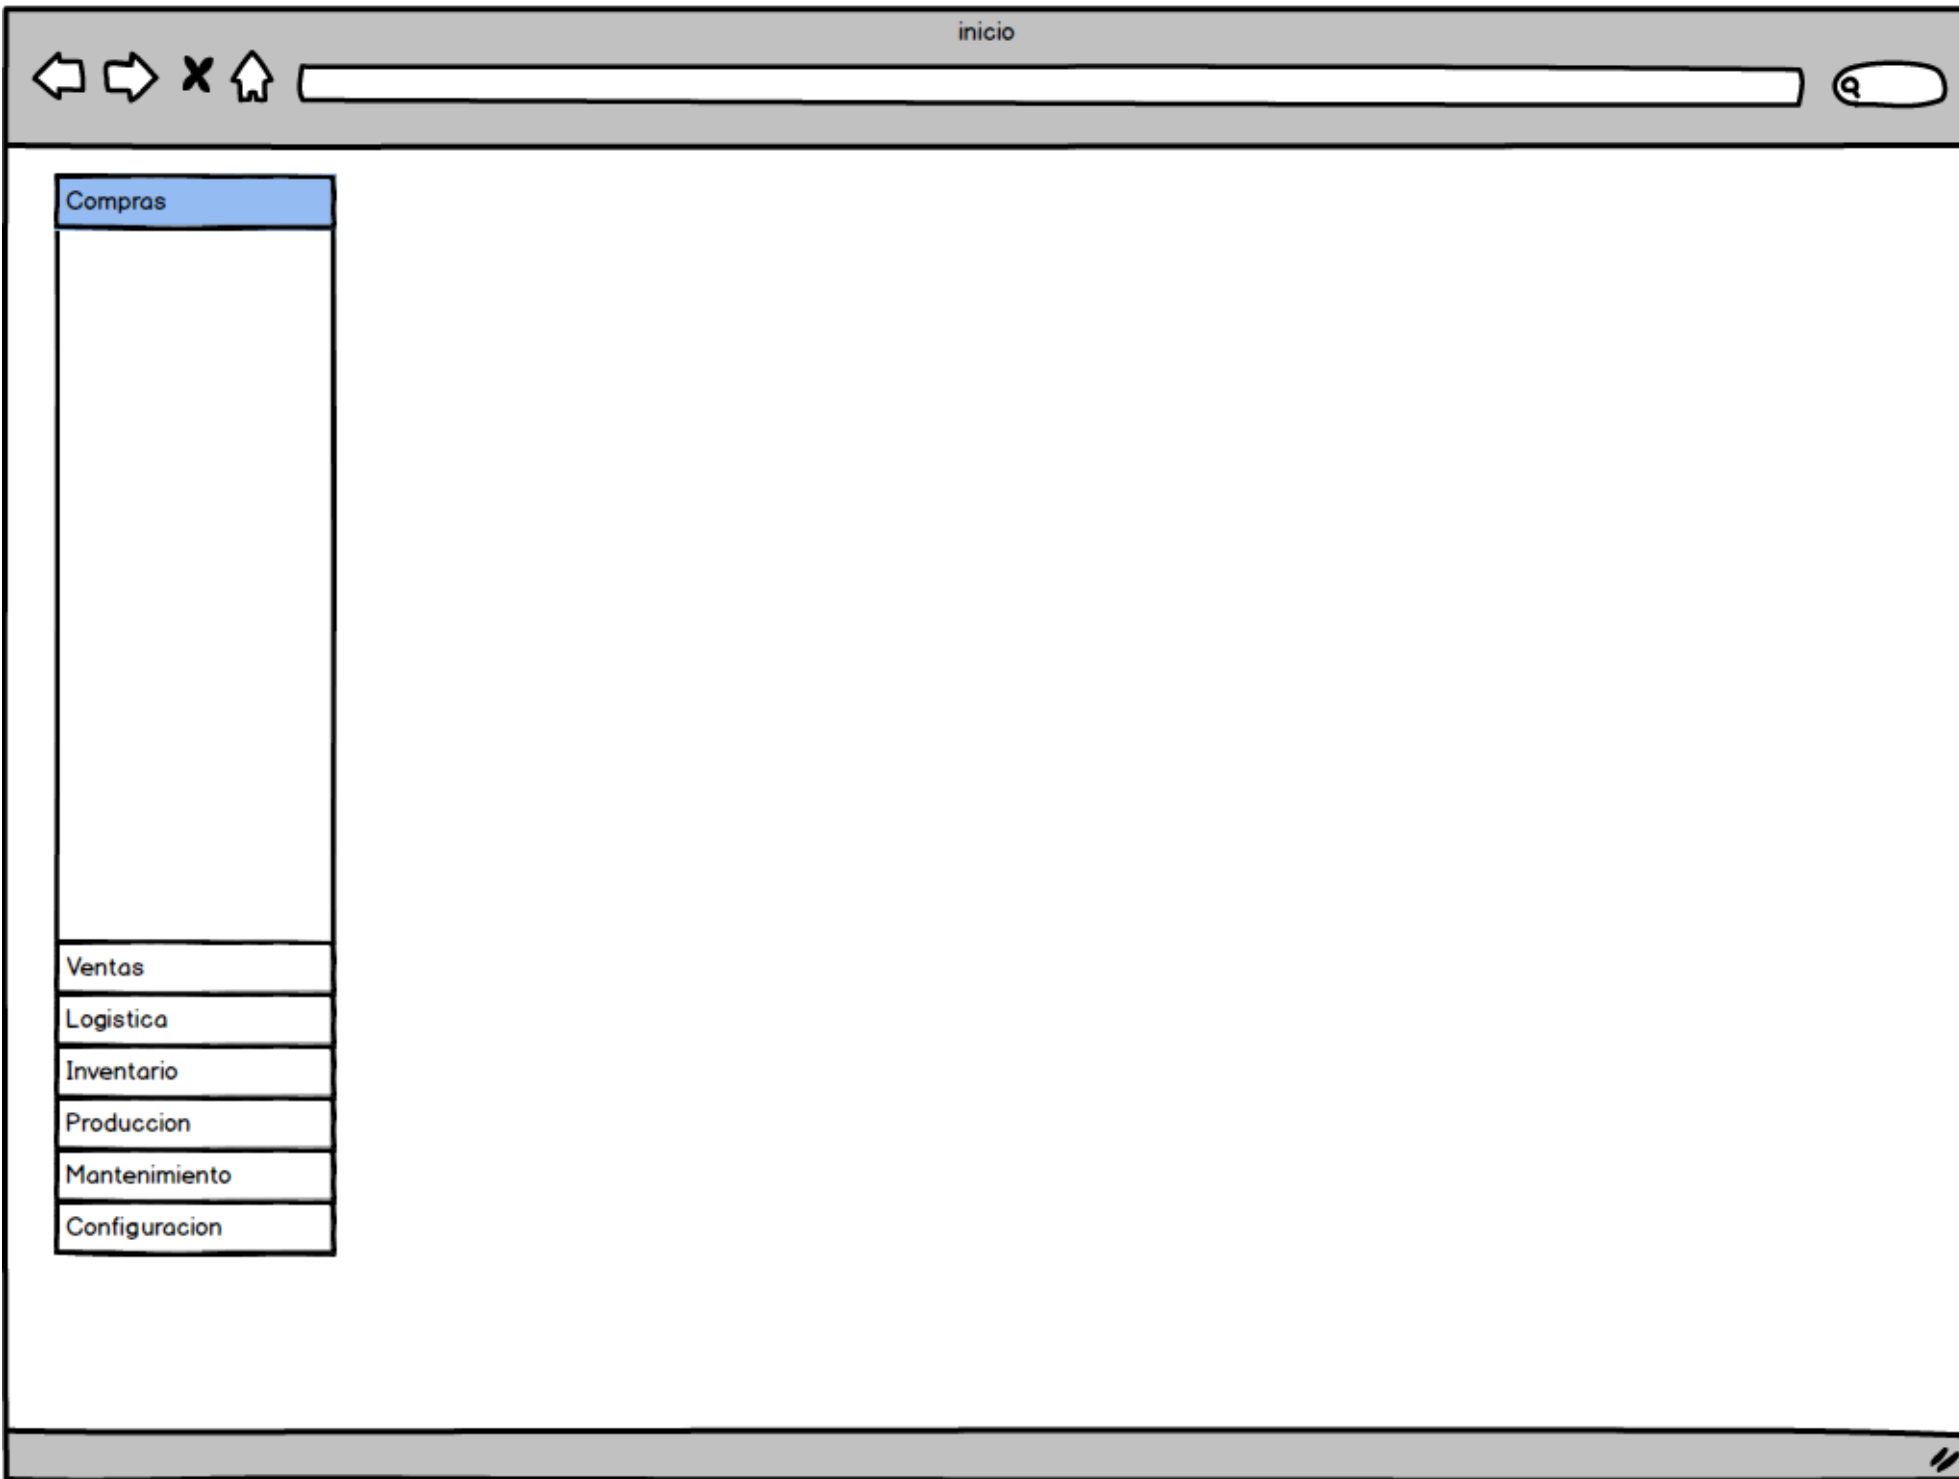 inicio
Compras
Ventas
Logistica
Inventario
Produccion
Mantenimiento
Configuracion